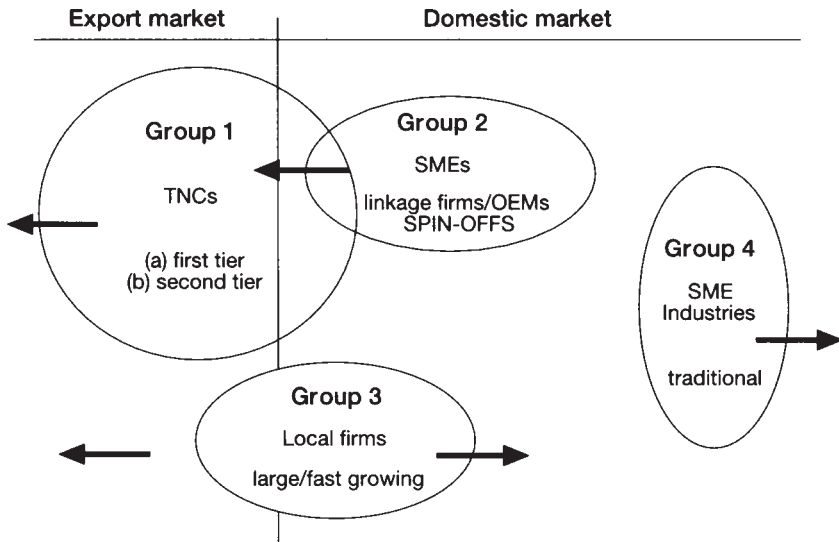 Export market
Domestic market
Group 1
TNCs
(a) first tier
(b) second tier
Group 2
SMEs
linkage firms/OEMs
SPIN-OFFS
Group 3
Local firms
large/fast growing
Group 4
SME
Industries
traditional